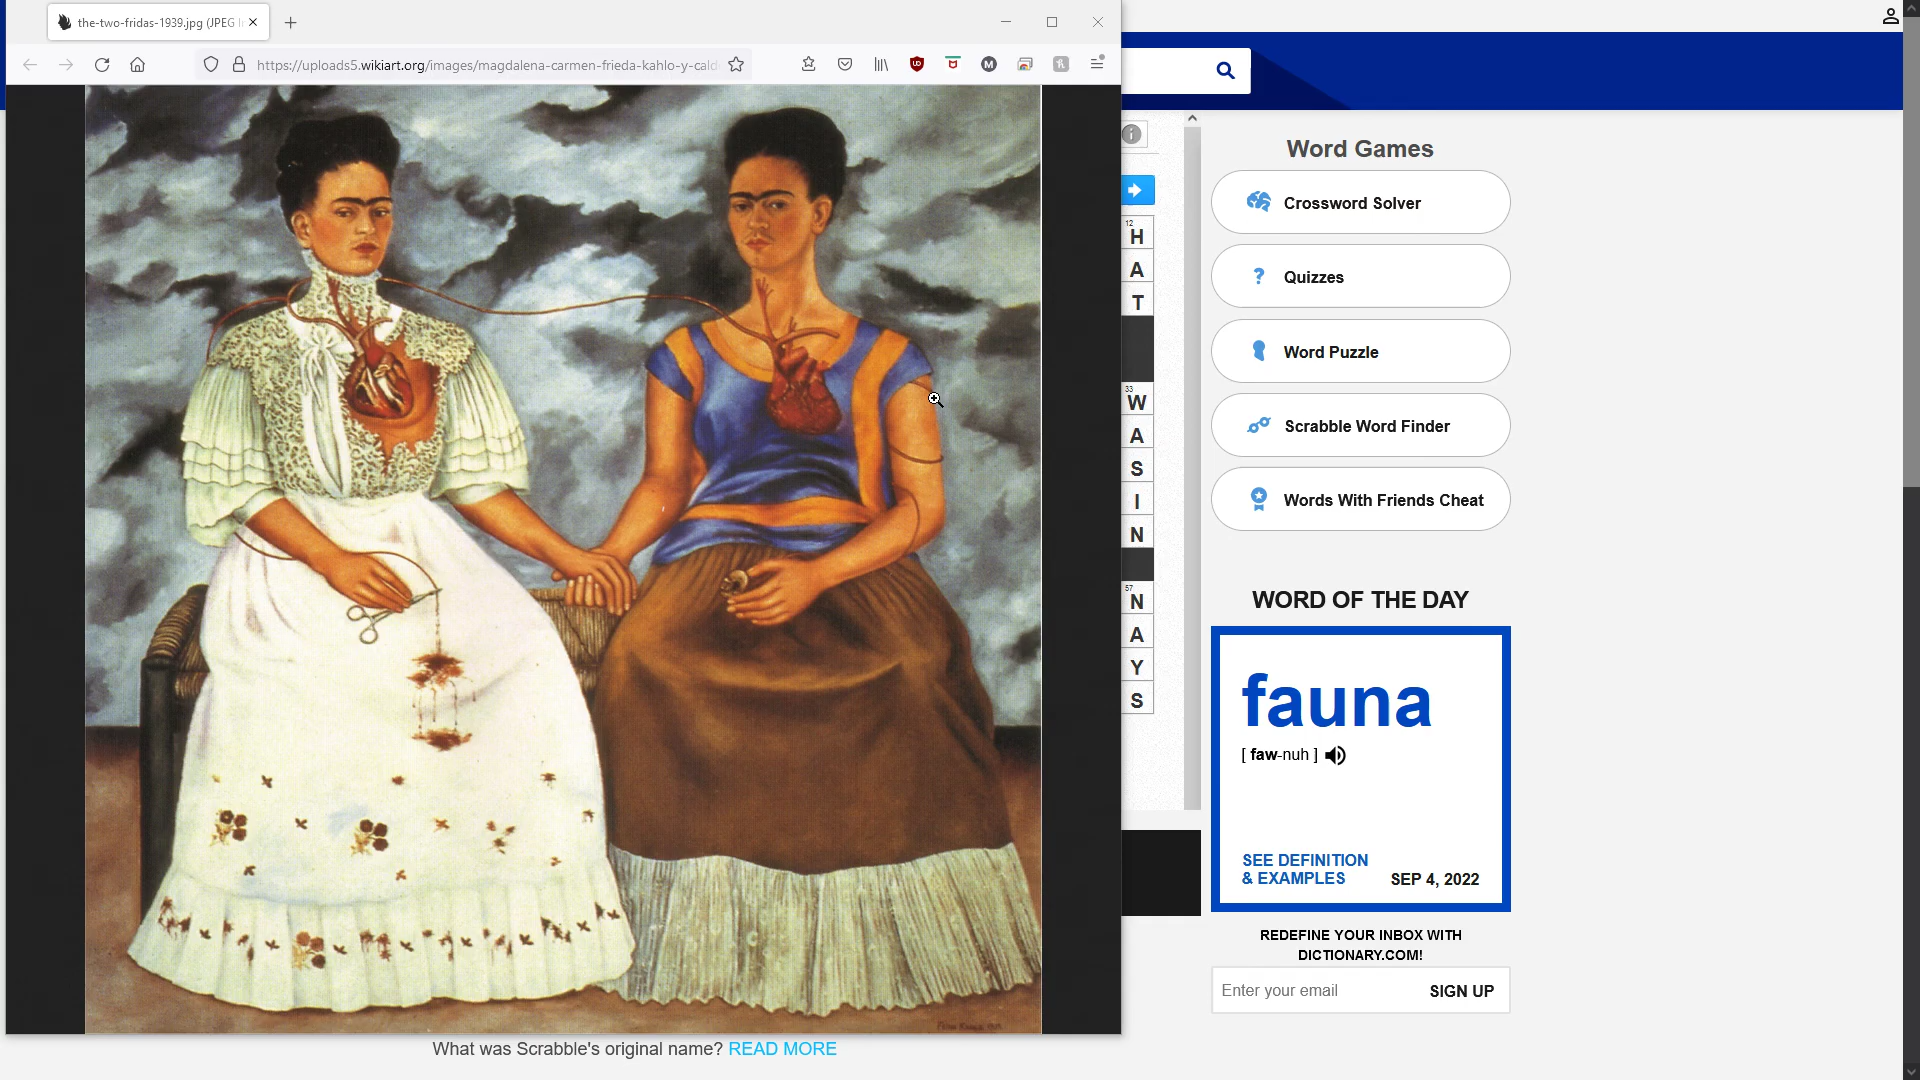 the-two-fridas-1939.jpg (JPEG I
https://uploads5.wikiart.org/images/magdalena-carmen-frieda-kahlo-y-cald
12
H
A
T
33
W
A
S
I
N
57
N
A
Y
S
Word Games
Crossword Solver
? Quizzes
Word Puzzle
Scrabble Word Finder
Words With Friends Cheat
WORD OF THE DAY
fauna
[ faw-nuh ]
SEE DEFINITION
& EXAMPLES
SEP 4, 2022
REDEFINE YOUR INBOX WITH
DICTIONARY.COM!
Enter your email SIGN UP
What was Scrabble's original name? READ MORE